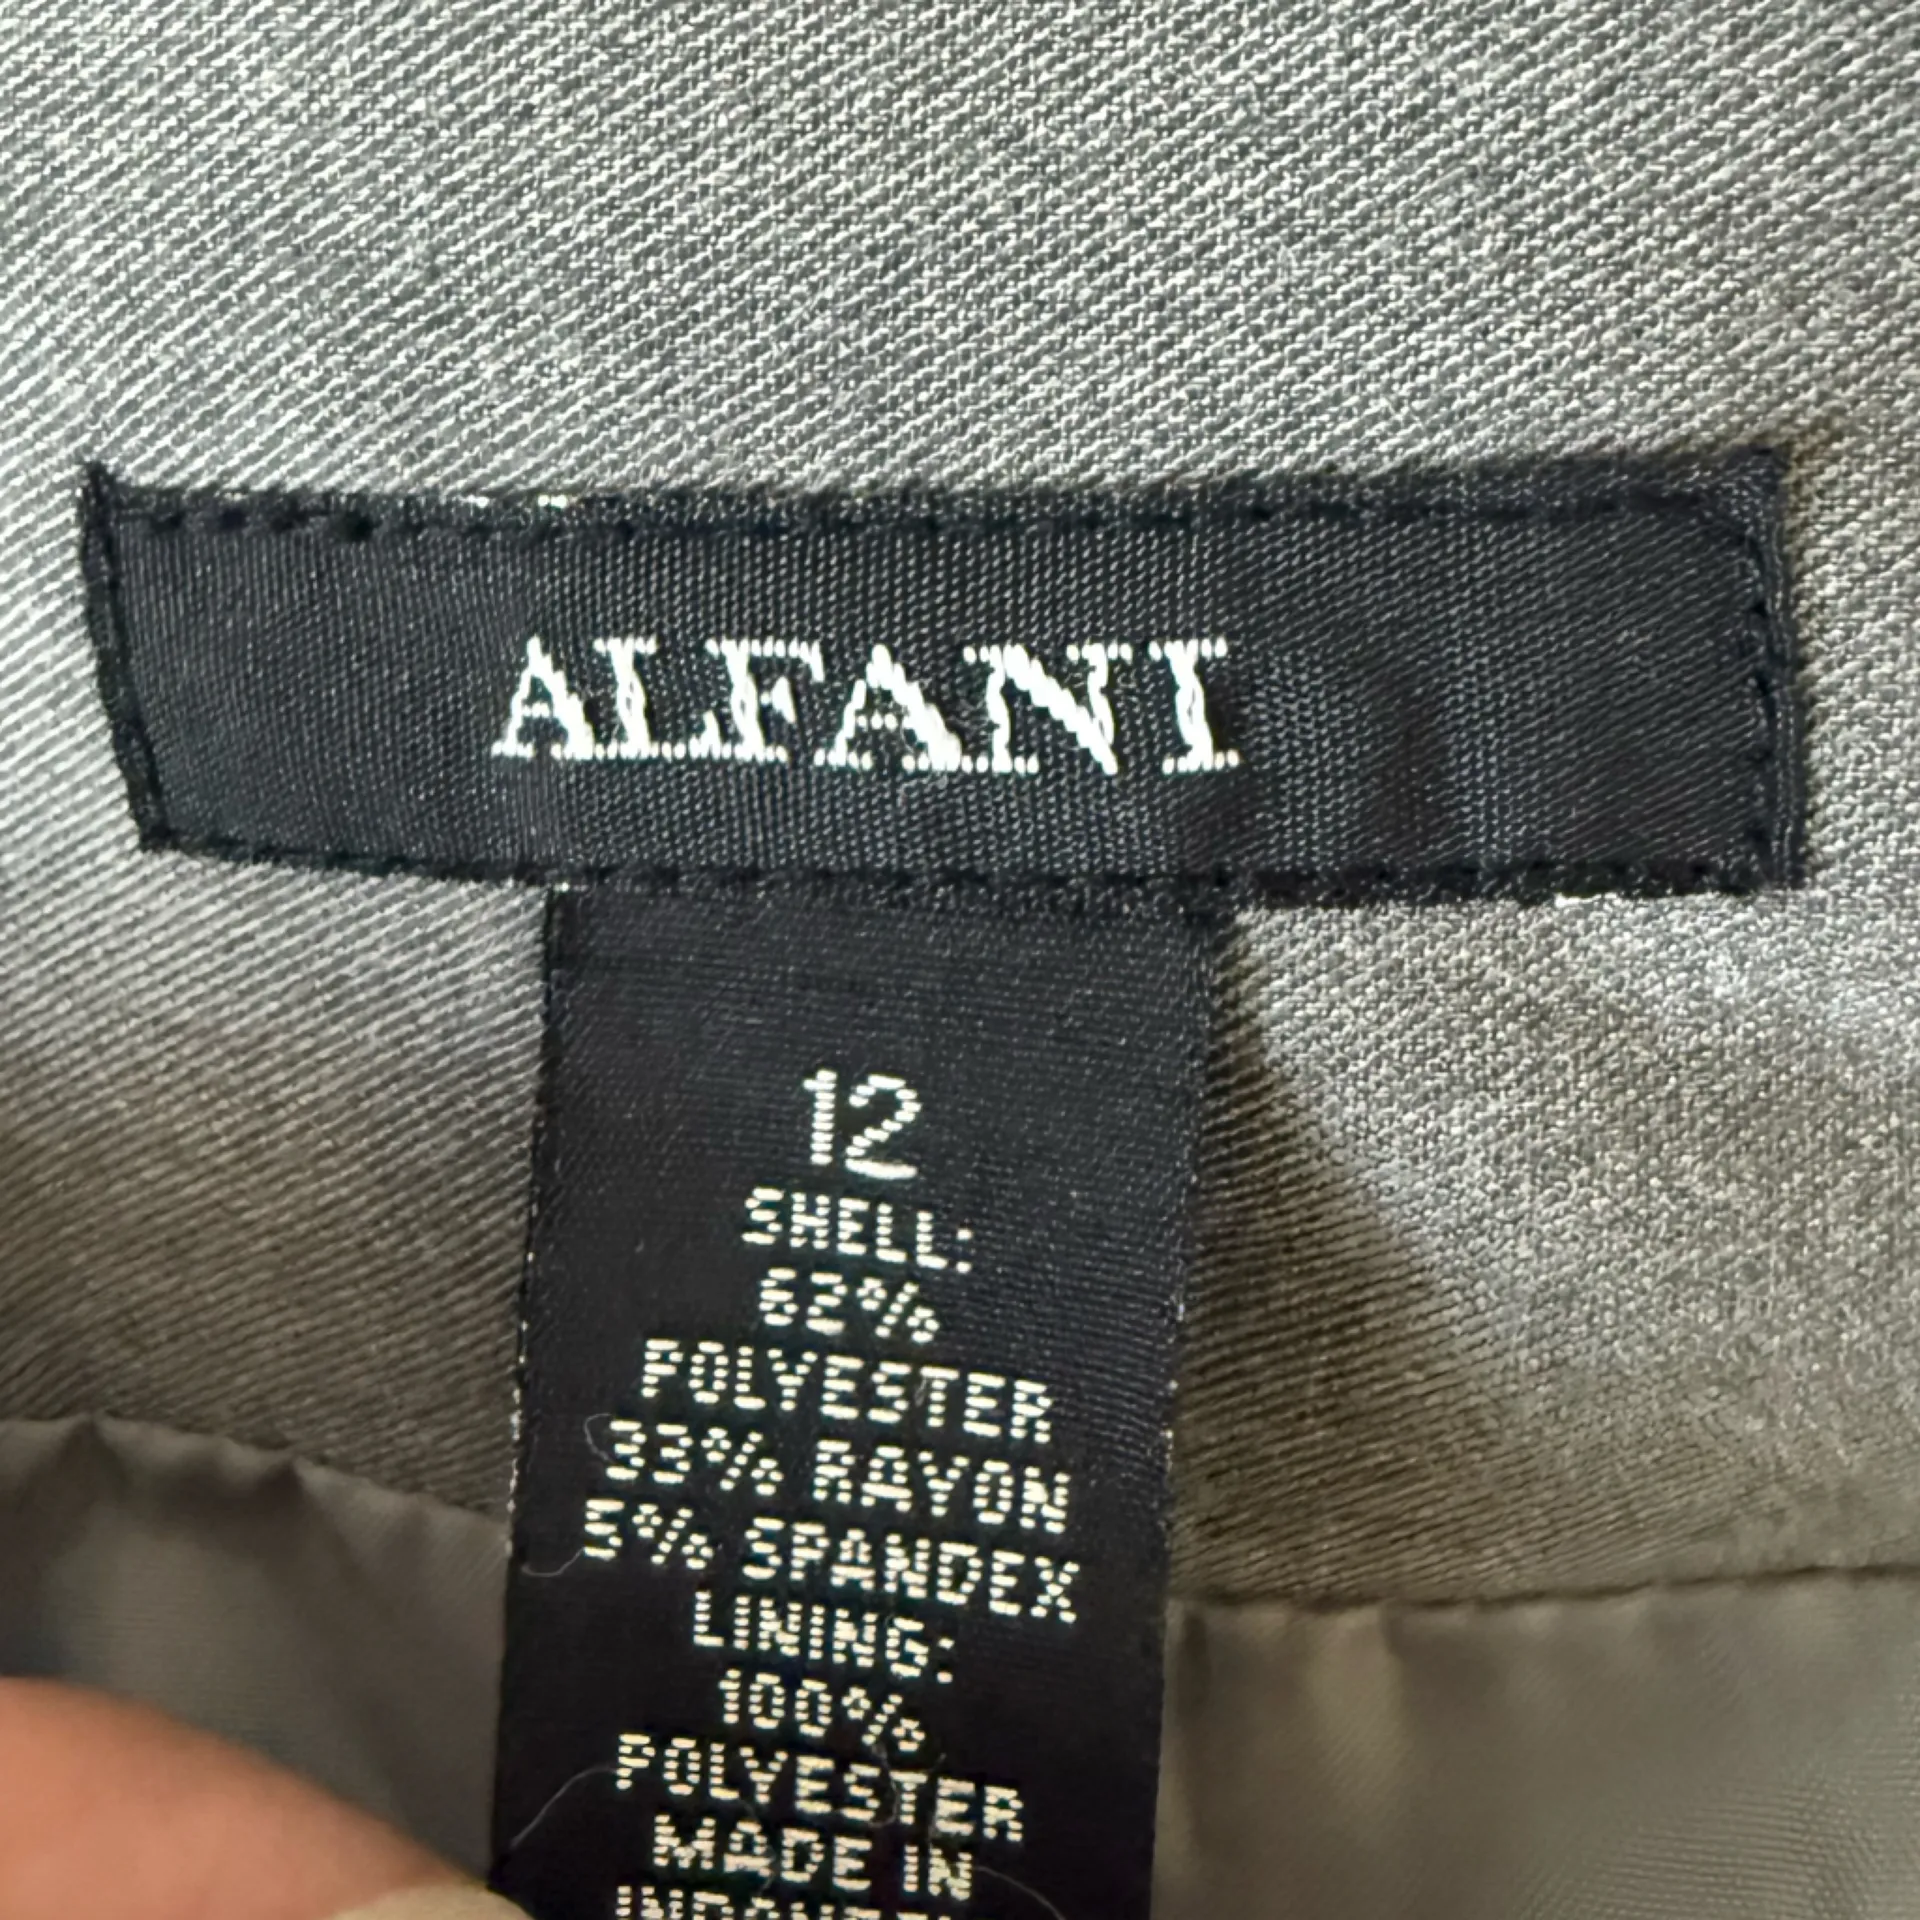 ALFANI
12
SHELL:
62%
POLYESTER
33% RAYON
5% SPANDEX
LINING:
100%
POLYESTER
MADE IN